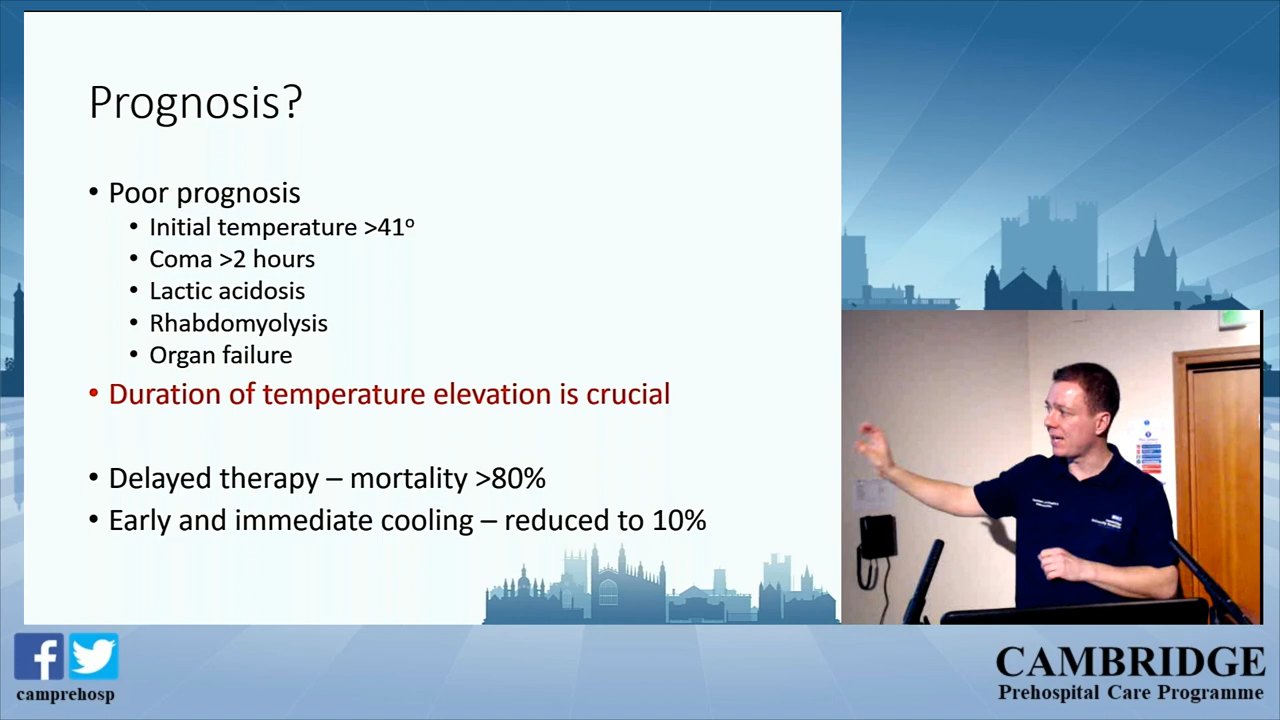 Prognosis?
• Poor prognosis
• Initial temperature >41º
• Coma >2 hours
• Lactic acidosis
• Rhabdomyolysis
• Organ failure
• Duration of temperature elevation is crucial
• Delayed therapy – mortality >80%
• Early and immediate cooling – reduced to 10%
camprehosp
CAMBRIDGE
Prehospital Care Programme